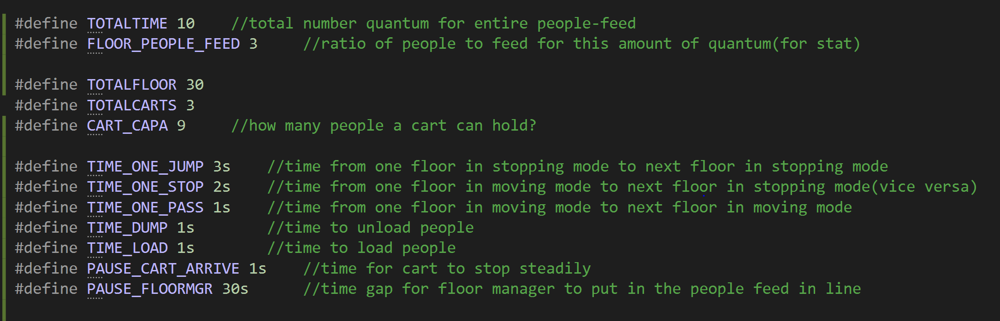 #define TOTALTIME 10    //total number quantum for entire people-feed
#define FLOOR_PEOPLE_FEED 3     //ratio of people to feed for this amount of quantum(for stat)
#define TOTALFLOOR 30
#define TOTALCARTS 3
#define CART_CAPA 9     //how many people a cart can hold?
#define TIME_ONE_JUMP 3s    //time from one floor in stopping mode to next floor in stopping mode
#define TIME_ONE_STOP 2s    //time from one floor in moving mode to next floor in stopping mode(vice versa)
#define TIME_ONE_PASS 1s    //time from one floor in moving mode to next floor in moving mode
#define TIME_DUMP 1s        //time to unload people
#define TIME_LOAD 1s        //time to load people
#define PAUSE_CART_ARRIVE 1s    //time for cart to stop steadily
#define PAUSE_FLOORMGR 30s      //time gap for floor manager to put in the people feed in line